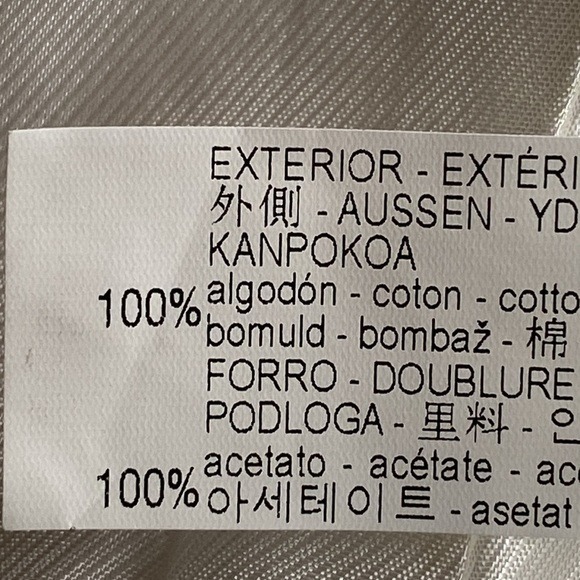 EXTERIOR - EXTÉRI
外側 - AUSSEN - YD
KANPOKOA
100% algodón - coton - cotto
bomuld - bombaž - 棉
FORRO - DOUBLURE
PODLOGA - 里料 -
100% acetato - acétate - ace
아세테이트 - asetat